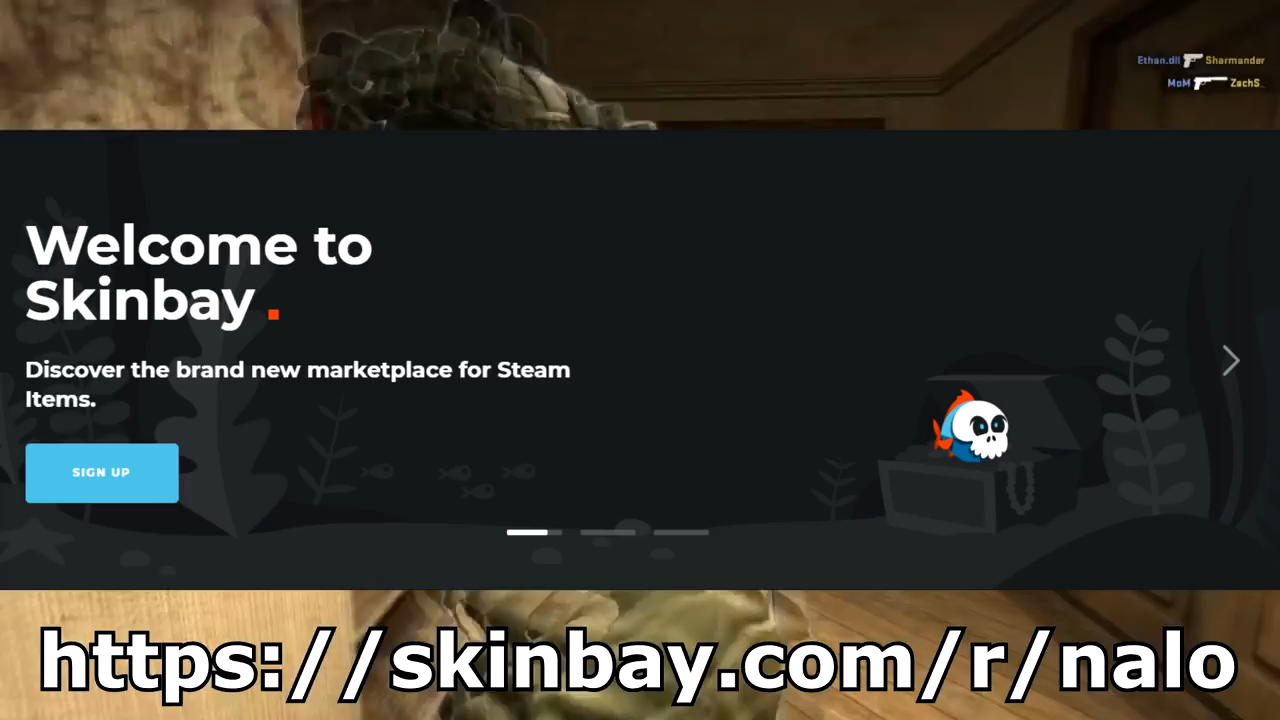 Ethan.dll Sharmander
MoM ZachS_
Welcome to
Skinbay.
Discover the brand new marketplace for Steam
Items.
SIGN UP
https://skinbay.com/r/nalo